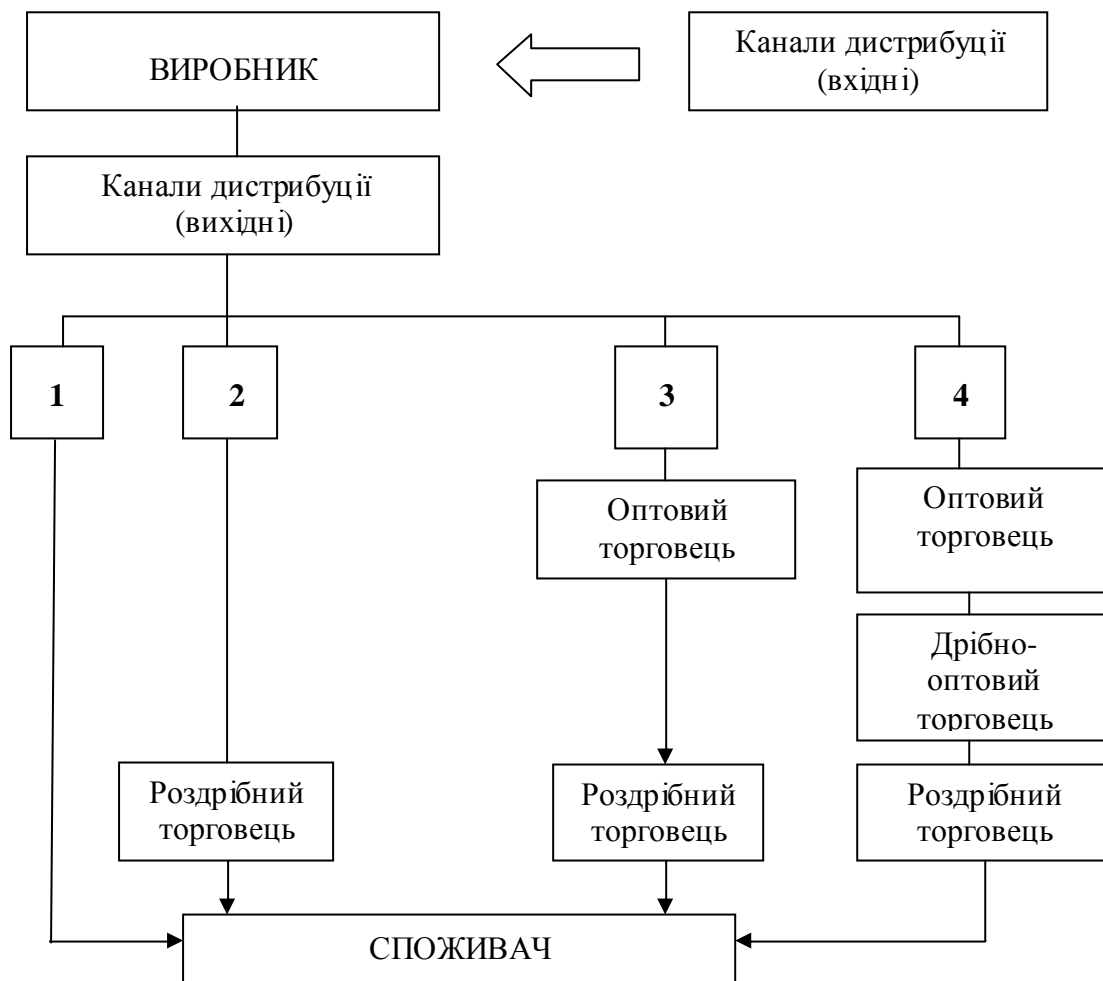 ВИРОБНИК
Канали дистрибуції
(вхідні)
Канали дистрибуції
(вихідні)
1
2
3
4
Оптовий
торговець
Оптовий
торговець
Дрібно-
оптовий
торговець
Роздрібний
торговець
Роздрібний
торговець
Роздрібний
торговець
СПОЖИВАЧ